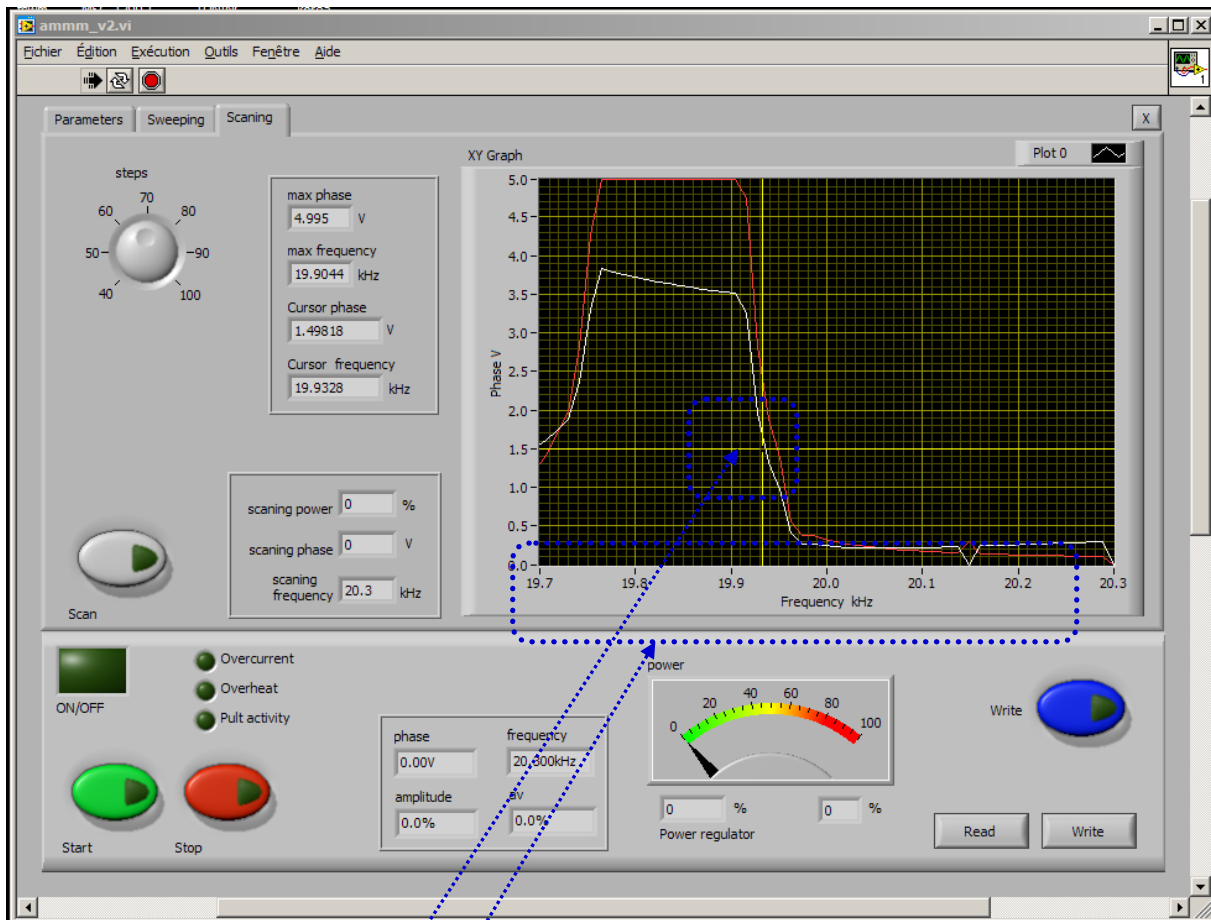 ammm_v2.vi
Fichier Édition Exécution Outils Fenêtre Aide
1
Parameters Sweeping Scaning X
steps
40 50 60 70 80 90 100
max phase
4.995 V
max frequency
19.9044 kHz
Cursor phase
1.49818 V
Cursor frequency
19.9328 kHz
XY Graph
Plot 0
Phase V
5.0
4.5
4.0
3.5
3.0
2.5
2.0
1.5
1.0
0.5
0.0
19.7 19.8 19.9 20.0 20.1 20.2 20.3
Frequency kHz
scaning power 0 %
scaning phase 0 V
scaning
frequency 20.3 kHz
Scan
ON/OFF
Overcurrent
Overheat
Pult activity
Start Stop
phase frequency
0.00V 20.300kHz
amplitude av
0.0% 0.0%
power
0 20 40 60 80 100
0 % 0 %
Power regulator
Write
Read Write